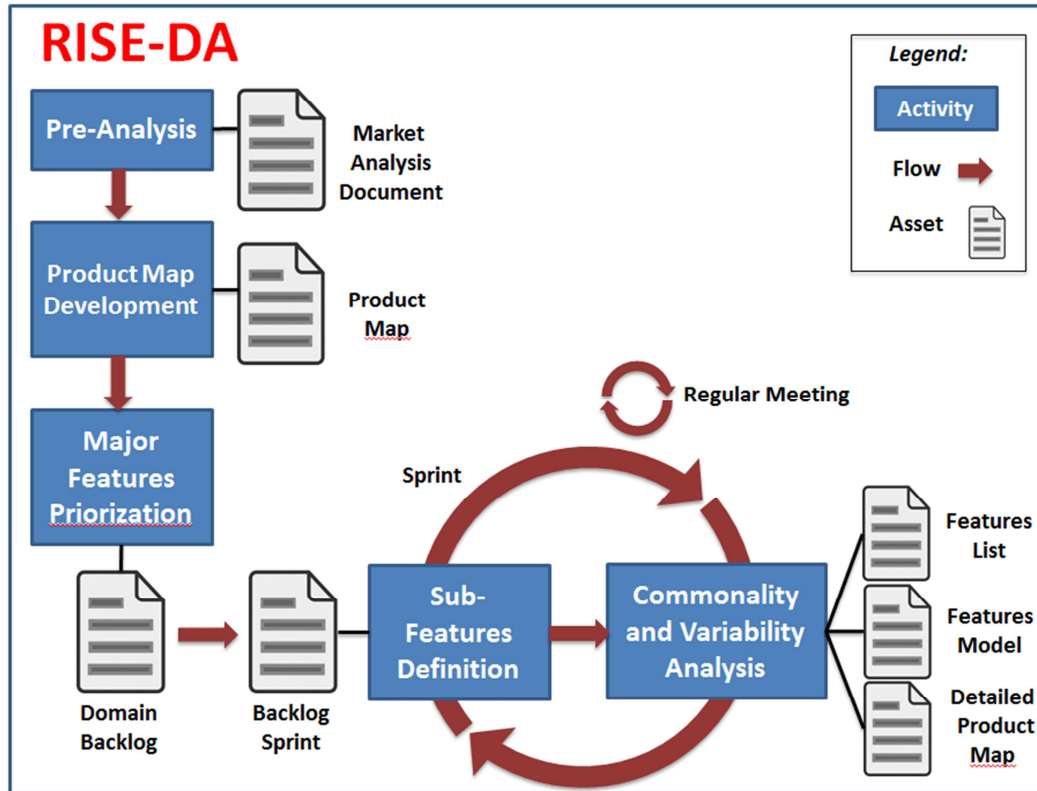 RISE-DA
Legend:
Activity
Flow
Asset
Pre-Analysis
Market
Analysis
Document
Product Map
Development
Product
Map
Major
Features
Priorization
Regular Meeting
Sprint
Domain
Backlog
Backlog
Sprint
Sub-
Features
Definition
Commonality
and Variability
Analysis
Features
List
Features
Model
Detailed
Product
Map